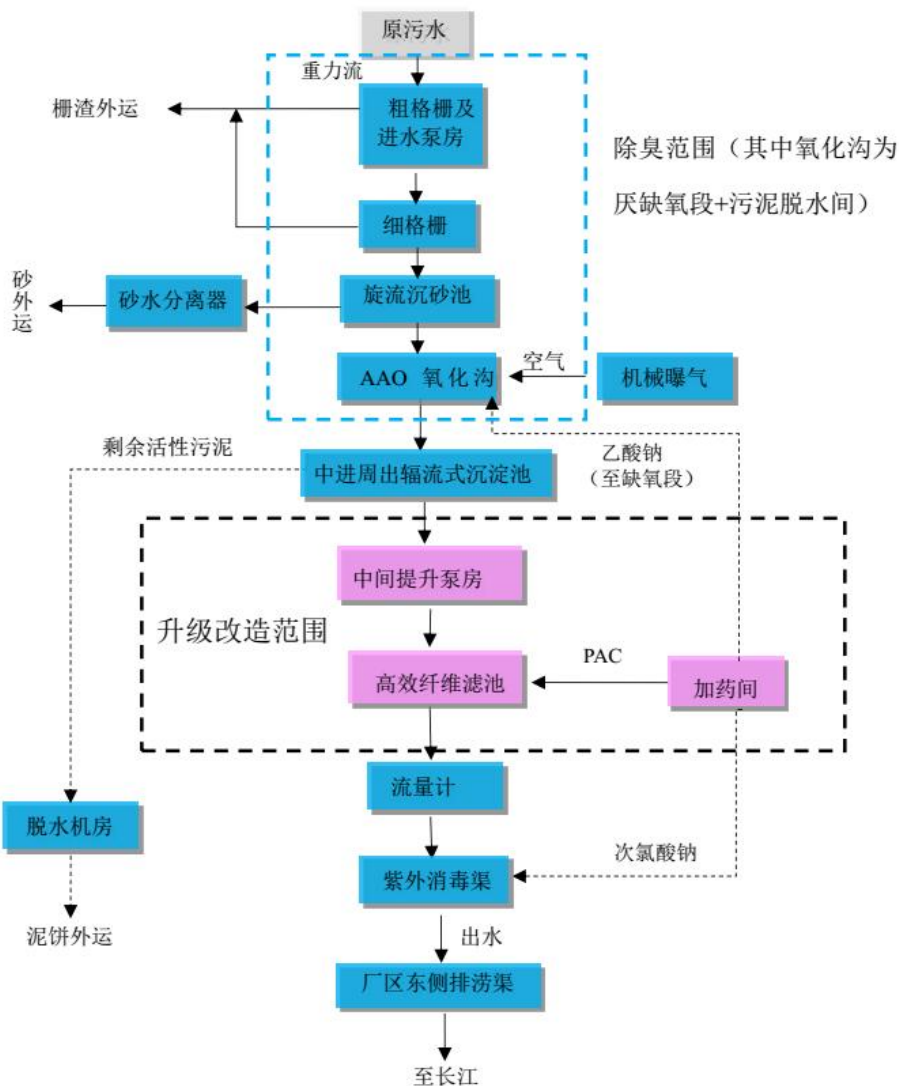 原污水
重力流
栅渣外运
粗格栅及
进水泵房
除臭范围（其中氧化沟为
厌缺氧段+污泥脱水间）
细格栅
砂外运
砂水分离器
旋流沉砂池
AAO 氧化沟
空气
机械曝气
剩余活性污泥
中进周出辐流式沉淀池
乙酸钠
（至缺氧段）
中间提升泵房
升级改造范围
高效纤维滤池
PAC
加药间
流量计
脱水机房
紫外消毒渠
次氯酸钠
泥饼外运
出水
厂区东侧排涝渠
至长江